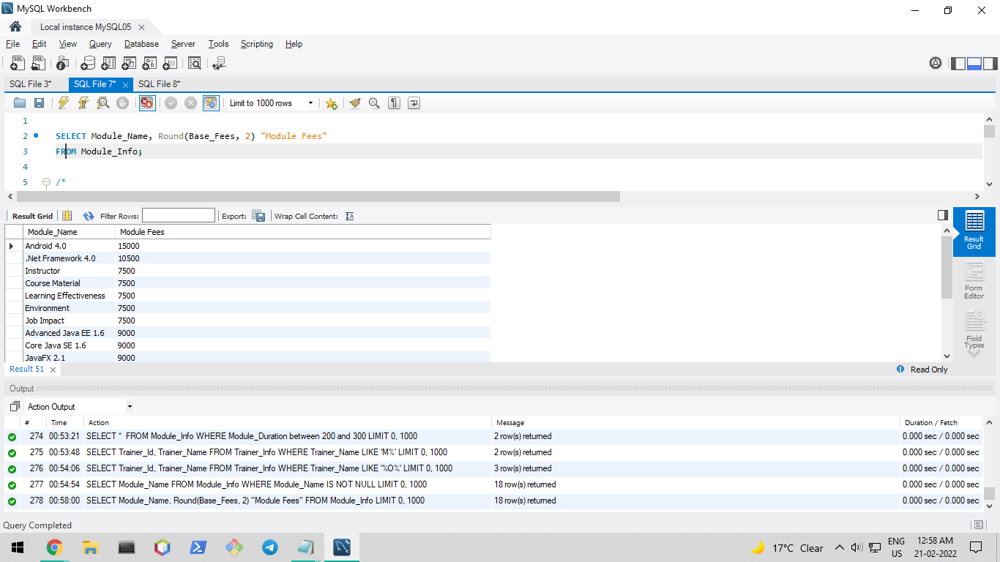 MySQL Workbench
Local instance MySQL05
File Edit View Query Database Server Tools Scripting Help
SQL File 3* SQL File 7* SQL File 8*
Limit to 1000 rows
1
2 SELECT Module_Name, Round(Base_Fees, 2) "Module Fees"
3 FROM Module_Info;
4
5 /*
Result Grid Filter Rows: Export: Wrap Cell Content:
Module_Name Module Fees
Android 4.0 15000
.Net Framework 4.0 10500
Instructor 7500
Course Material 7500
Learning Effectiveness 7500
Environment 7500
Job Impact 7500
Advanced Java EE 1.6 9000
Core Java SE 1.6 9000
JavaFX 2.1 9000
Result
Grid
Form
Editor
Field
Types
Result 51 Read Only
Output
Action Output
# Time Action Message Duration / Fetch
274 00:53:21 SELECT * FROM Module_Info WHERE Module_Duration between 200 and 300 LIMIT 0, 1000 2 row(s) returned 0.000 sec / 0.000 sec
275 00:53:48 SELECT Trainer_Id, Trainer_Name FROM Trainer_Info WHERE Trainer_Name LIKE 'M%' LIMIT 0, 1000 2 row(s) returned 0.000 sec / 0.000 sec
276 00:54:06 SELECT Trainer_Id, Trainer_Name FROM Trainer_Info WHERE Trainer_Name LIKE '%O%' LIMIT 0, 1000 3 row(s) returned 0.000 sec / 0.000 sec
277 00:54:54 SELECT Module_Name FROM Module_Info WHERE Module_Name IS NOT NULL LIMIT 0, 1000 18 row(s) returned 0.000 sec / 0.000 sec
278 00:58:00 SELECT Module_Name, Round(Base_Fees, 2) "Module Fees" FROM Module_Info LIMIT 0, 1000 18 row(s) returned 0.000 sec / 0.000 sec
Query Completed
17°C Clear ENG US 12:58 AM 21-02-2022